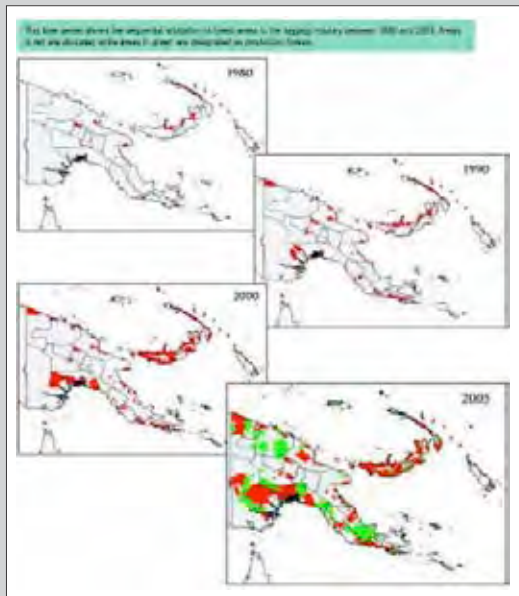 This time series shows the sequential allocation of forest areas to the logging industry between 1980 and 2005. Areas
in red are allocated while areas in green are designated as production forests.
1980
1990
2000
2005